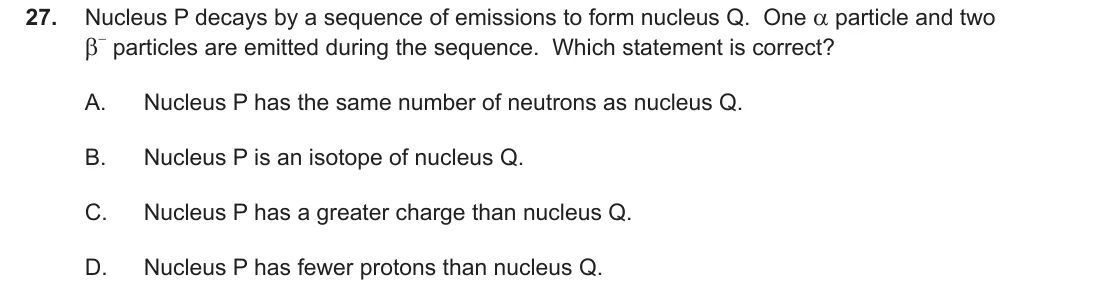 27. Nucleus P decays by a sequence of emissions to form nucleus Q. One α particle and two
β⁻ particles are emitted during the sequence. Which statement is correct?
A. Nucleus P has the same number of neutrons as nucleus Q.
B. Nucleus P is an isotope of nucleus Q.
C. Nucleus P has a greater charge than nucleus Q.
D. Nucleus P has fewer protons than nucleus Q.